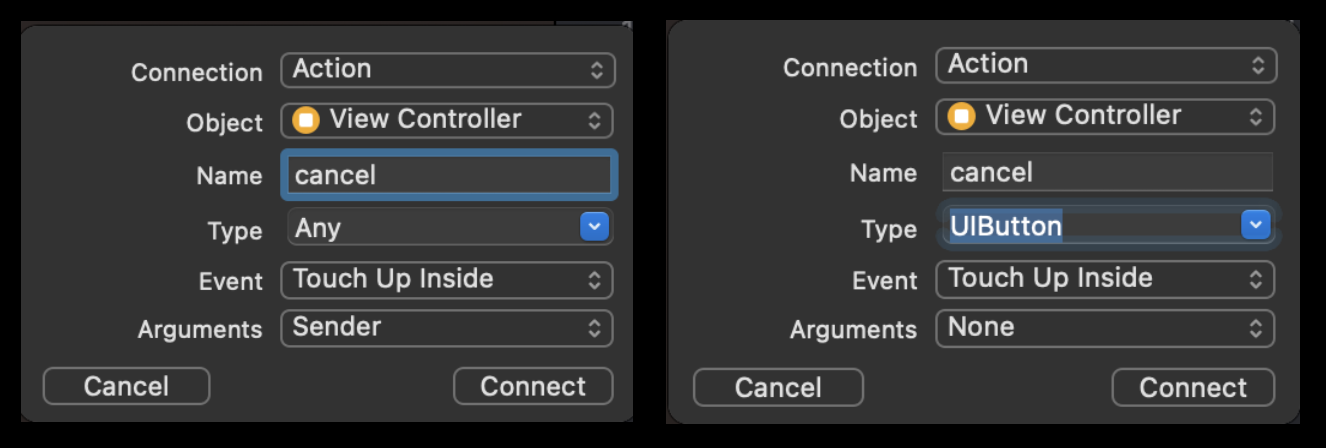 Connection Action
Object View Controller
Name cancel
Type Any
Event Touch Up Inside
Arguments Sender
Cancel Connect
Connection Action
Object View Controller
Name cancel
Type UIButton
Event Touch Up Inside
Arguments None
Cancel Connect